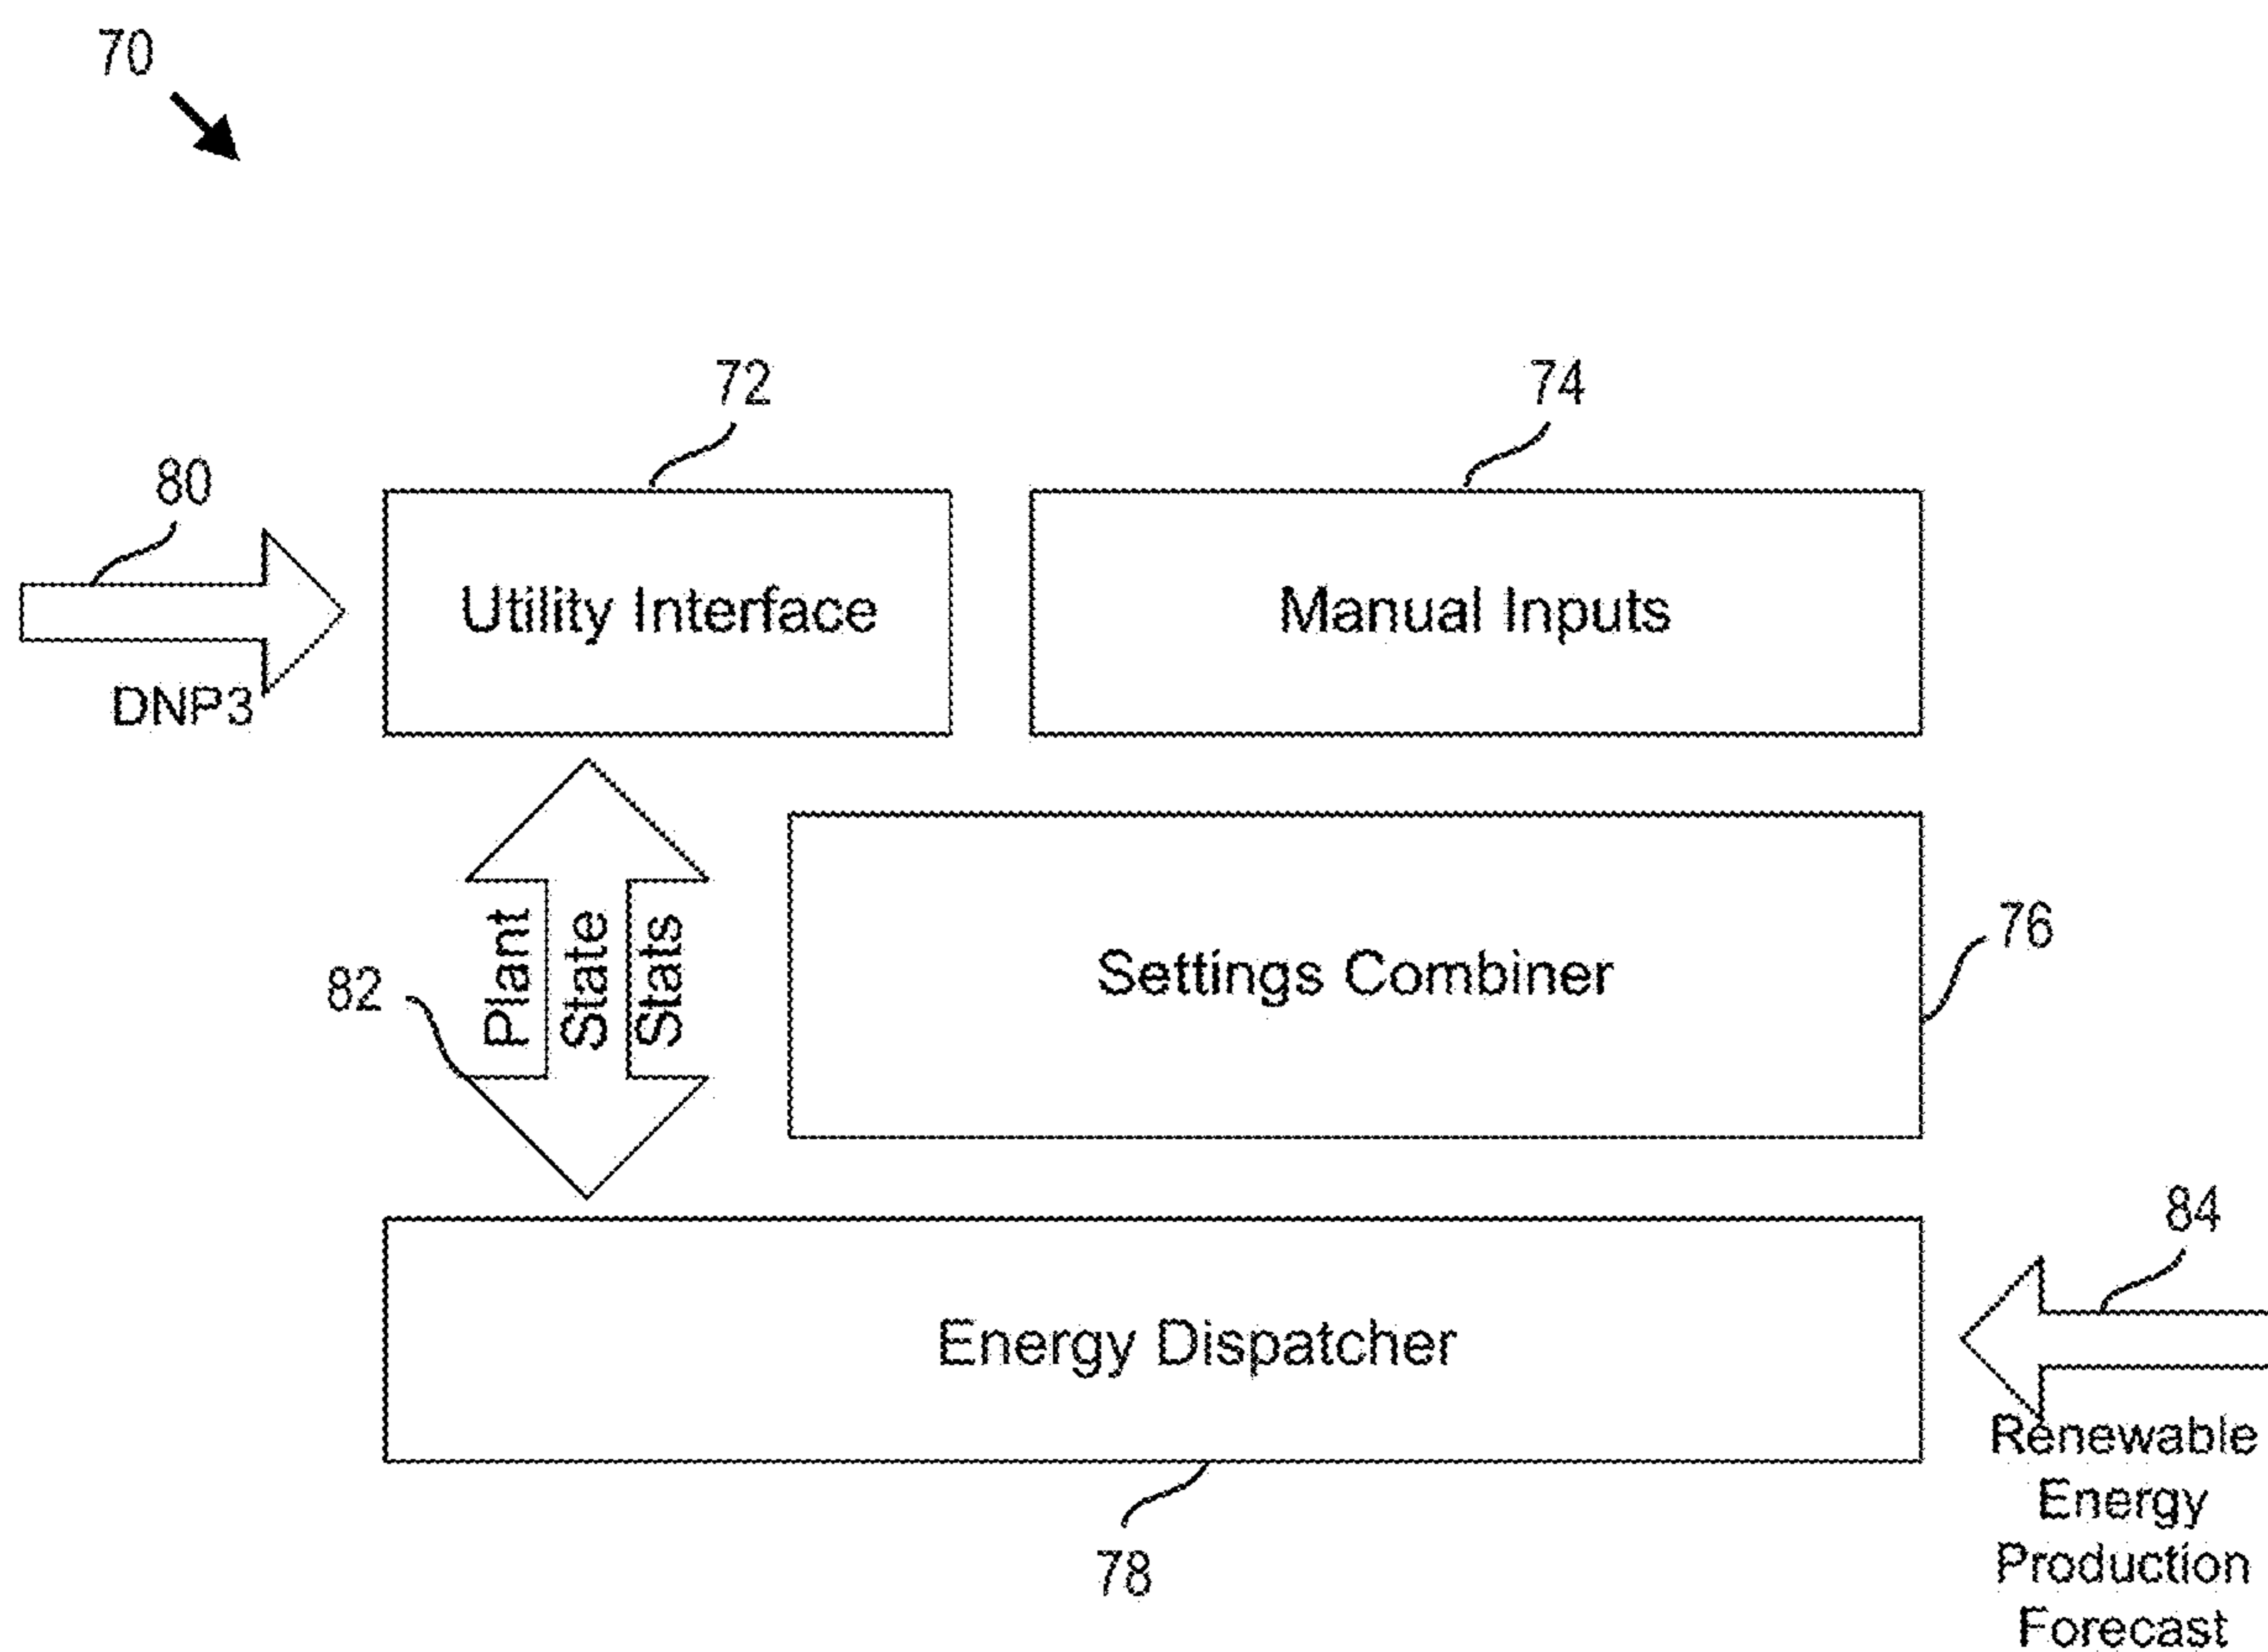 70
72
74
80
Utility Interface
Manual Inputs
DNP3
Plant
State
Stats
82
Settings Combiner
76
84
Energy Dispatcher
Renewable
Energy
Production
Forecast
78